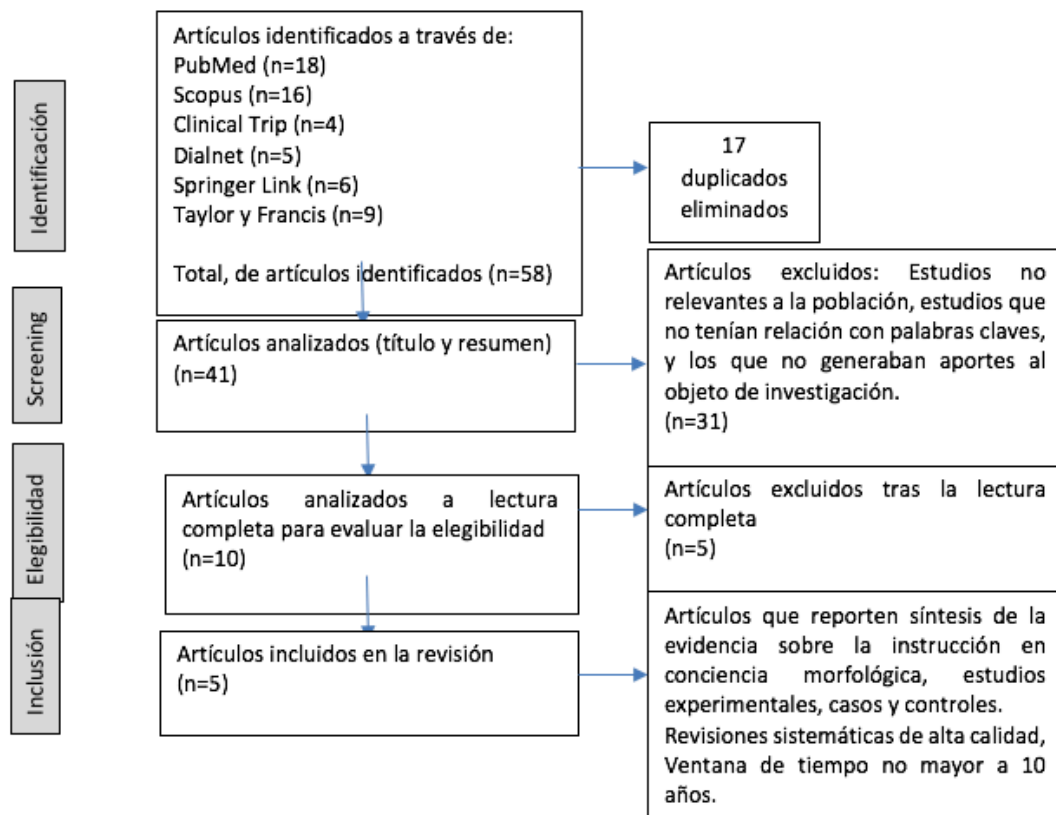 Identificación
Artículos identificados a través de:
PubMed (n=18)
Scopus (n=16)
Clinical Trip (n=4)
Dialnet (n=5)
Springer Link (n=6)
Taylor y Francis (n=9)
Total, de artículos identificados (n=58)
17
duplicados
eliminados
Screening
Artículos analizados (título y resumen)
(n=41)
Artículos excluidos: Estudios no
relevantes a la población, estudios que
no tenían relación con palabras claves,
y los que no generaban aportes al
objeto de investigación.
(n=31)
Elegibilidad
Artículos analizados a lectura
completa para evaluar la elegibilidad
(n=10)
Artículos excluidos tras la lectura
completa
(n=5)
Inclusión
Artículos incluidos en la revisión
(n=5)
Artículos que reporten síntesis de la
evidencia sobre la instrucción en
conciencia morfológica, estudios
experimentales, casos y controles.
Revisiones sistemáticas de alta calidad,
Ventana de tiempo no mayor a 10
años.